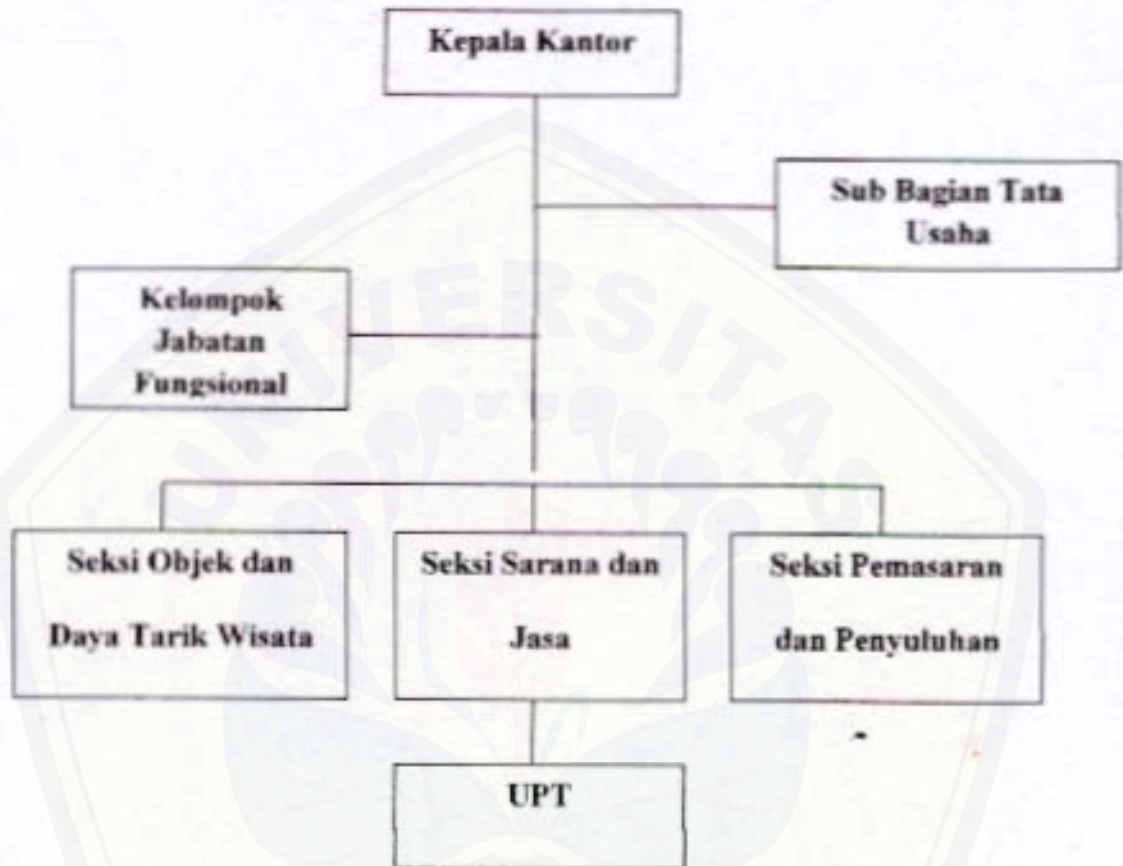 Kepala Kantor
Sub Bagian Tata
Usaha
Kelompok
Jabatan
Fungsional
UNIVERSITAS
Seksi Objek dan
Daya Tarik Wisata
Seksi Sarana dan
Jasa
Seksi Pemasaran
dan Penyuluhan
UPT